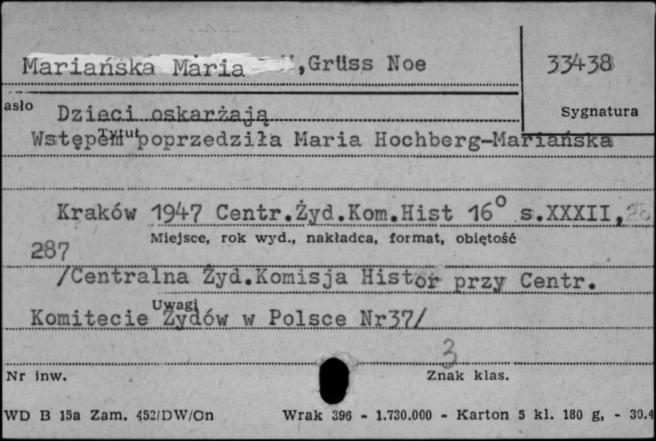 Mariańska Maria H,Grüss Noe
33438
asło
Dzieci oskarżają
Sygnatura
Tytuł
Wstępem poprzedziła Maria Hochberg-Mariańska
Kraków 1947 Centr.Żyd.Kom.Hist 16° s.XXXII,
Miejsce, rok wyd., nakładca, format, obiętość
287
/Centralna Żyd.Komisja Histor przy Centr.
Uwagi
Komitecie Żydów w Polsce Nr37/
3
Nr inw.
Znak klas.
WD B 15a Zam. 452/DW/On Wrak 396 - 1.730.000 - Karton 5 kl. 180 g, - 30.4